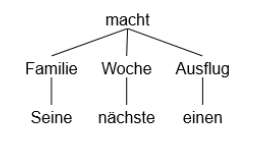 macht
Familie Woche Ausflug
Seine nächste einen